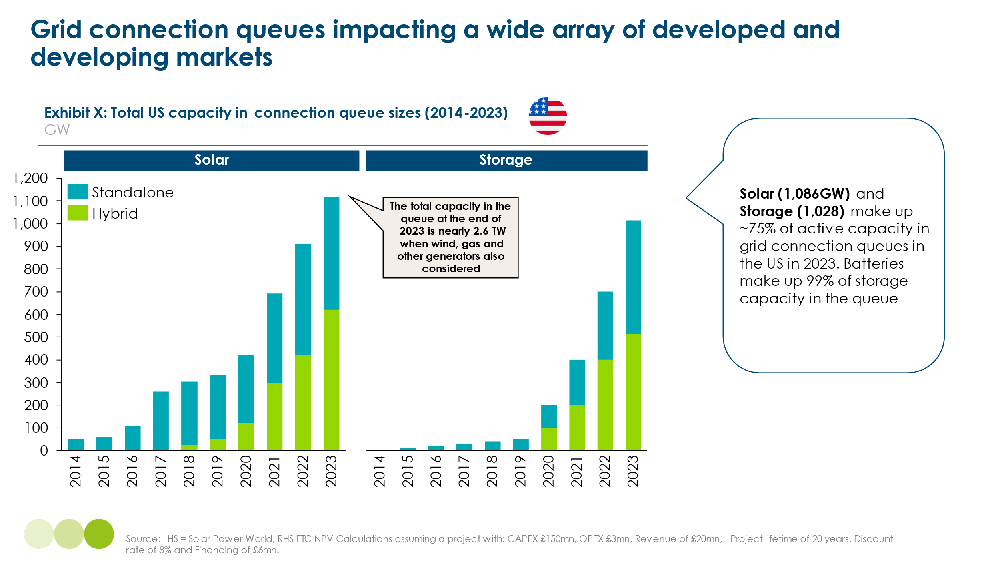 Grid connection queues impacting a wide array of developed and
developing markets
Exhibit X: Total US capacity in connection queue sizes (2014-2023)
GW
Solar
Storage
1,200
1,100
1,000
900
800
700
600
500
400
300
200
100
0
Standalone
Hybrid
The total capacity in the
queue at the end of
2023 is nearly 2.6 TW
when wind, gas and
other generators also
considered
2014
2015
2016
2017
2018
2019
2020
2021
2022
2023
2014
2015
2016
2017
2018
2019
2020
2021
2022
2023
Solar (1,086GW) and
Storage (1,028) make up
~75% of active capacity in
grid connection queues in
the US in 2023. Batteries
make up 99% of storage
capacity in the queue
Source: LHS = Solar Power World, RHS ETC NPV Calculations assuming a project with: CAPEX £150mn, OPEX £3mn, Revenue of £20mn, Project lifetime of 20 years, Discount
rate of 8% and Financing of £6mn.